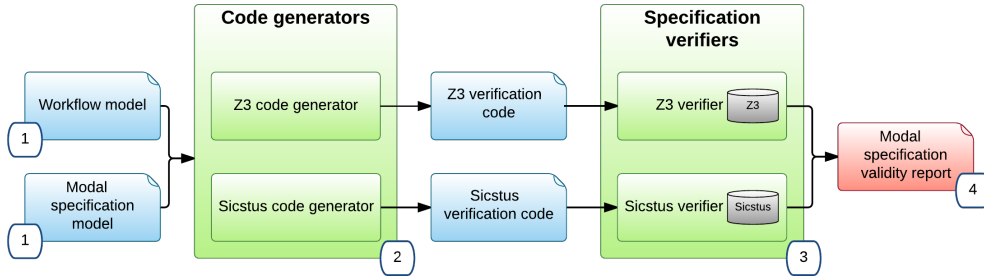 Code generators
Specification
verifiers
Workflow model
1
Modal
specification
model
1
Z3 code generator
Sicstus code generator
2
Z3 verification
code
Sicstus
verification code
Z3 verifier
Z3
Sicstus verifier
Sicstus
3
Modal
specification
validity report
4